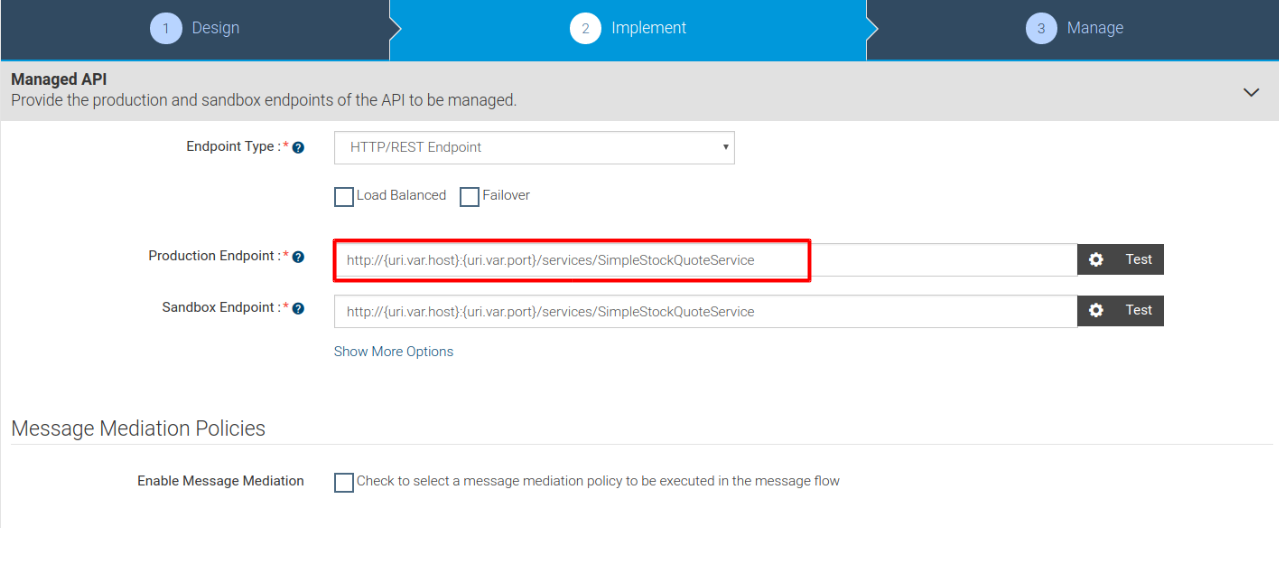 1 Design
2 Implement
3 Manage
Managed API
Provide the production and sandbox endpoints of the API to be managed.
Endpoint Type : * ?
HTTP/REST Endpoint
Load Balanced Failover
Production Endpoint : * ?
http://{uri.var.host}:{uri.var.port}/services/SimpleStockQuoteService
Test
Sandbox Endpoint : * ?
http://{uri.var.host}:{uri.var.port}/services/SimpleStockQuoteService
Test
Show More Options
Message Mediation Policies
Enable Message Mediation
Check to select a message mediation policy to be executed in the message flow